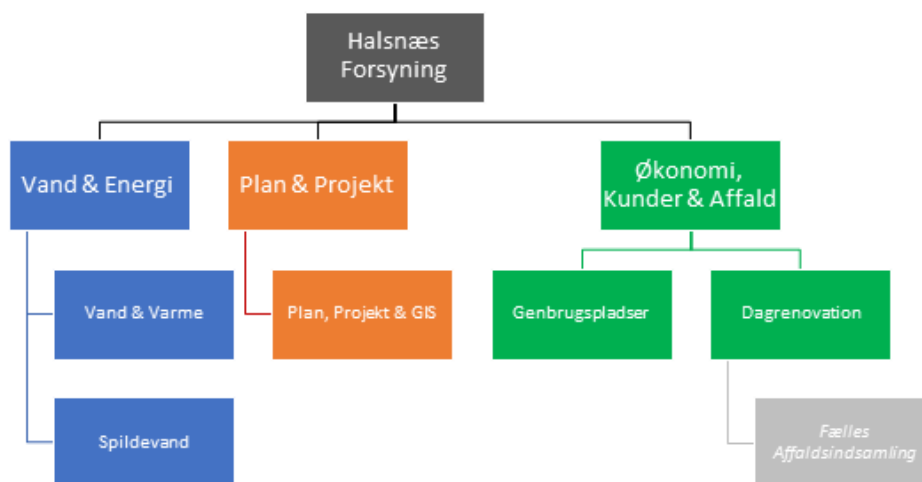 Halsnæs
Forsyning
Vand & Energi
Plan & Projekt
Økonomi,
Kunder & Affald
Vand & Varme
Plan, Projekt & GIS
Genbrugspladser
Dagrenovation
Spildevand
Fælles
Affaldsindsamling